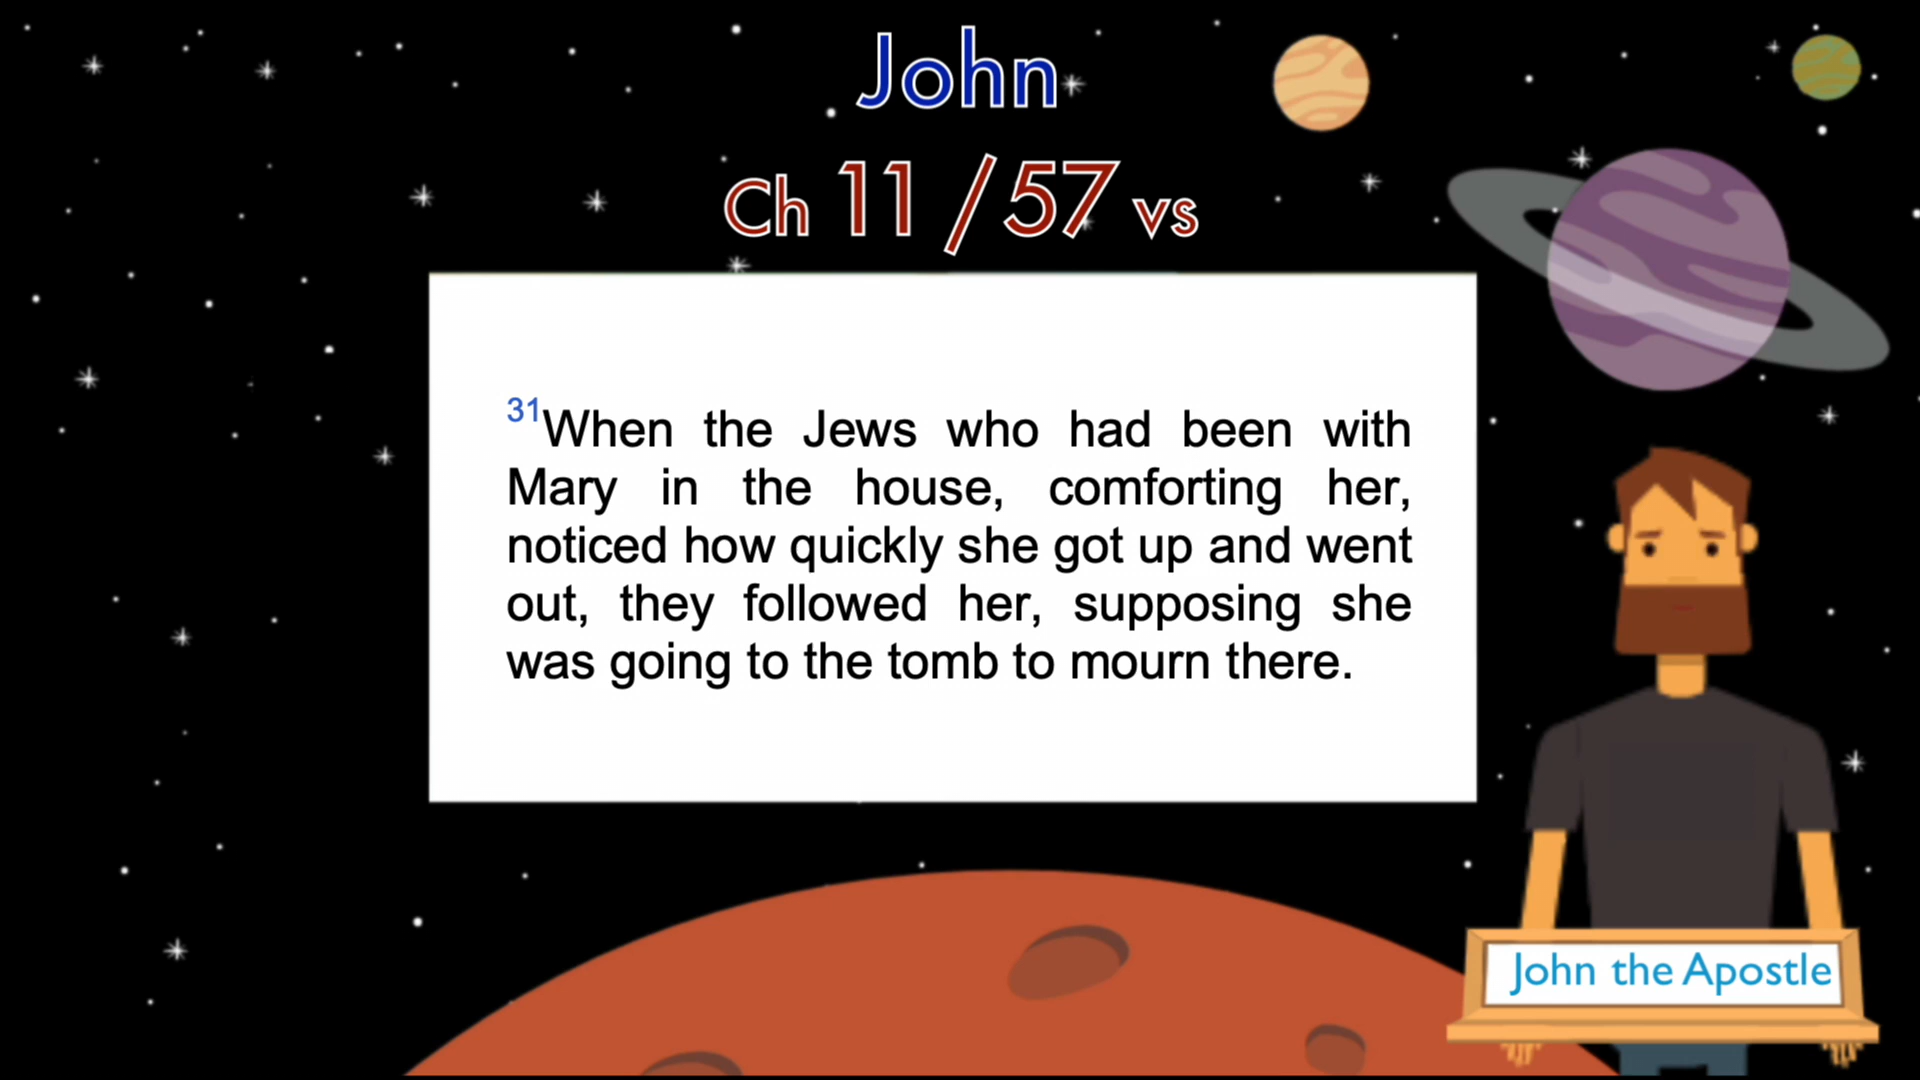 John
Ch 11 / 57 vs
31When the Jews who had been with
Mary in the house, comforting her,
noticed how quickly she got up and went
out, they followed her, supposing she
was going to the tomb to mourn there.
John the Apostle